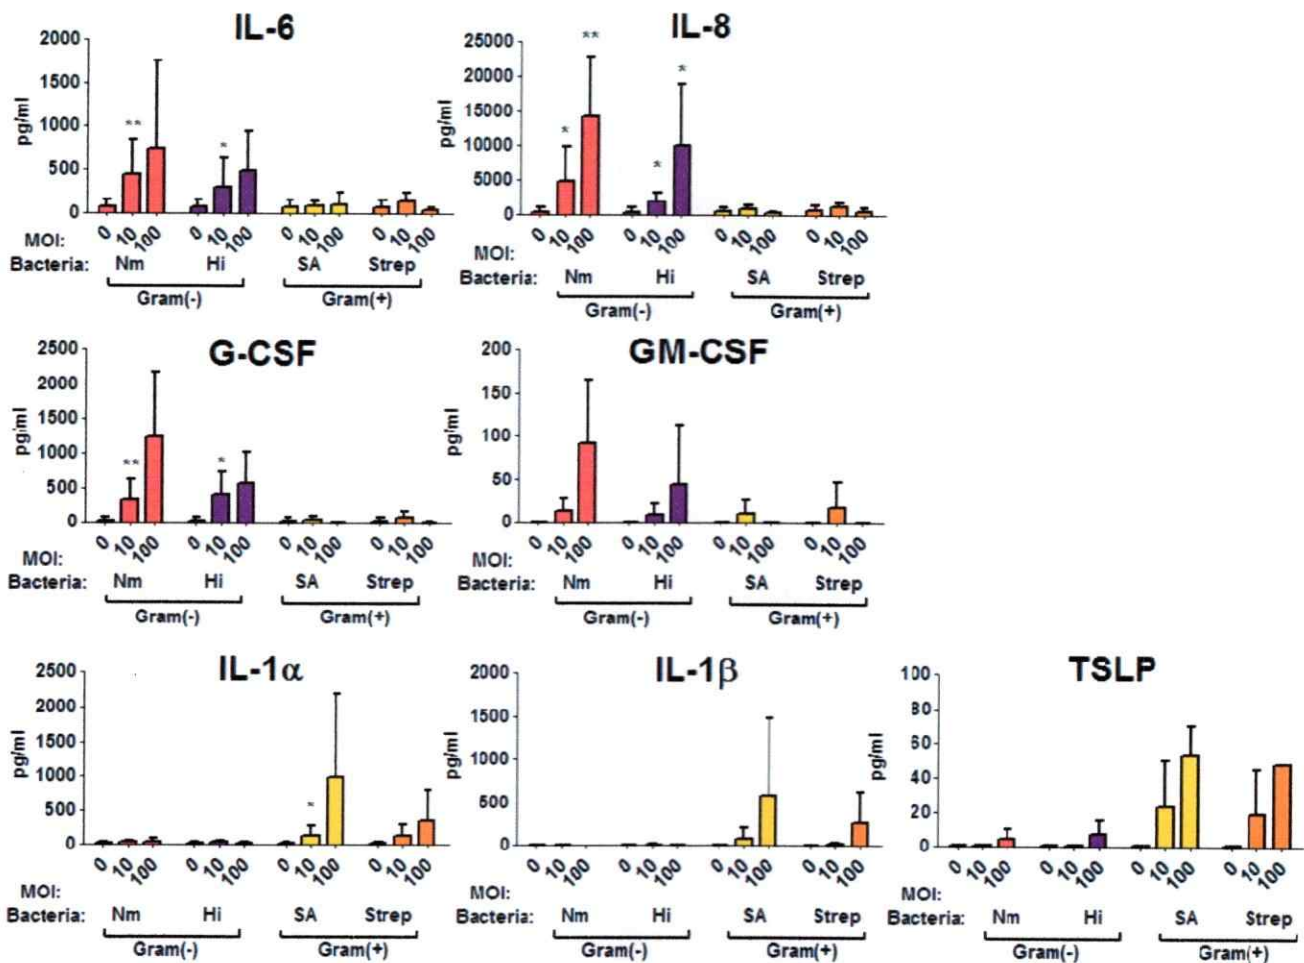 IL-6
2000
1500
1000
500
0
pg/ml
**
*
MOI: 0 10 100 0 10 100 0 10 100 0 10 100
Bacteria: Nm Hi SA Strep
Gram(-) Gram(+)
IL-8
25000
20000
15000
10000
5000
0
pg/ml
*
**
*
*
MOI: 0 10 100 0 10 100 0 10 100 0 10 100
Bacteria: Nm Hi SA Strep
Gram(-) Gram(+)
G-CSF
2500
2000
1500
1000
500
0
pg/ml
**
*
MOI: 0 10 100 0 10 100 0 10 100 0 10 100
Bacteria: Nm Hi SA Strep
Gram(-) Gram(+)
GM-CSF
200
150
100
50
0
pg/ml
MOI: 0 10 100 0 10 100 0 10 100 0 10 100
Bacteria: Nm Hi SA Strep
Gram(-) Gram(+)
IL-1α
2500
2000
1500
1000
500
0
pg/ml
*
MOI: 0 10 100 0 10 100 0 10 100 0 10 100
Bacteria: Nm Hi SA Strep
Gram(-) Gram(+)
IL-1β
2000
1500
1000
500
0
pg/ml
MOI: 0 10 100 0 10 100 0 10 100 0 10 100
Bacteria: Nm Hi SA Strep
Gram(-) Gram(+)
TSLP
100
80
60
40
20
0
pg/ml
MOI: 0 10 100 0 10 100 0 10 100 0 10 100
Bacteria: Nm Hi SA Strep
Gram(-) Gram(+)